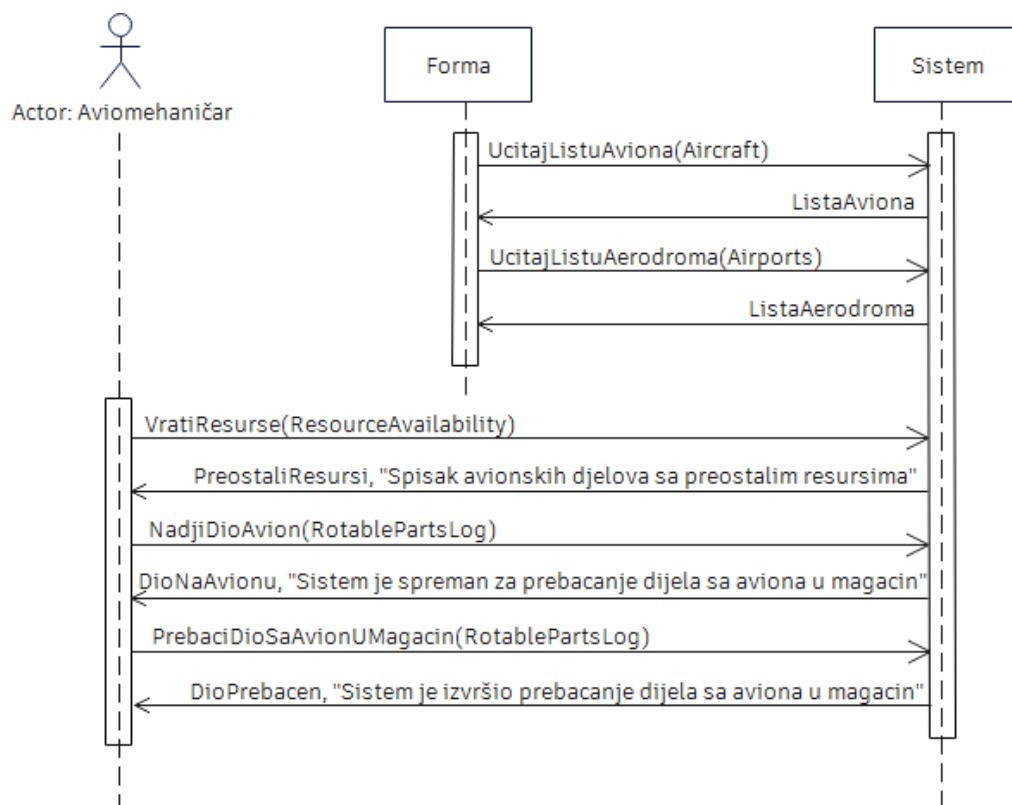 Forma
Sistem
Actor: Aviomehaničar
UcitajListuAviona(Aircraft)
ListaAviona
UcitajListuAerodroma(Airports)
ListaAerodroma
VratiResurse(ResourceAvailability)
PreostaliResursi, "Spisak avionskih djelova sa preostalim resursima"
NadjiDioAvion(RotablePartsLog)
DioNaAvionu, "Sistem je spreman za prebacanje dijela sa aviona u magacin"
PrebaciDioSaAvionUMagacin(RotablePartsLog)
DioPrebacen, "Sistem je izvršio prebacanje dijela sa aviona u magacin"